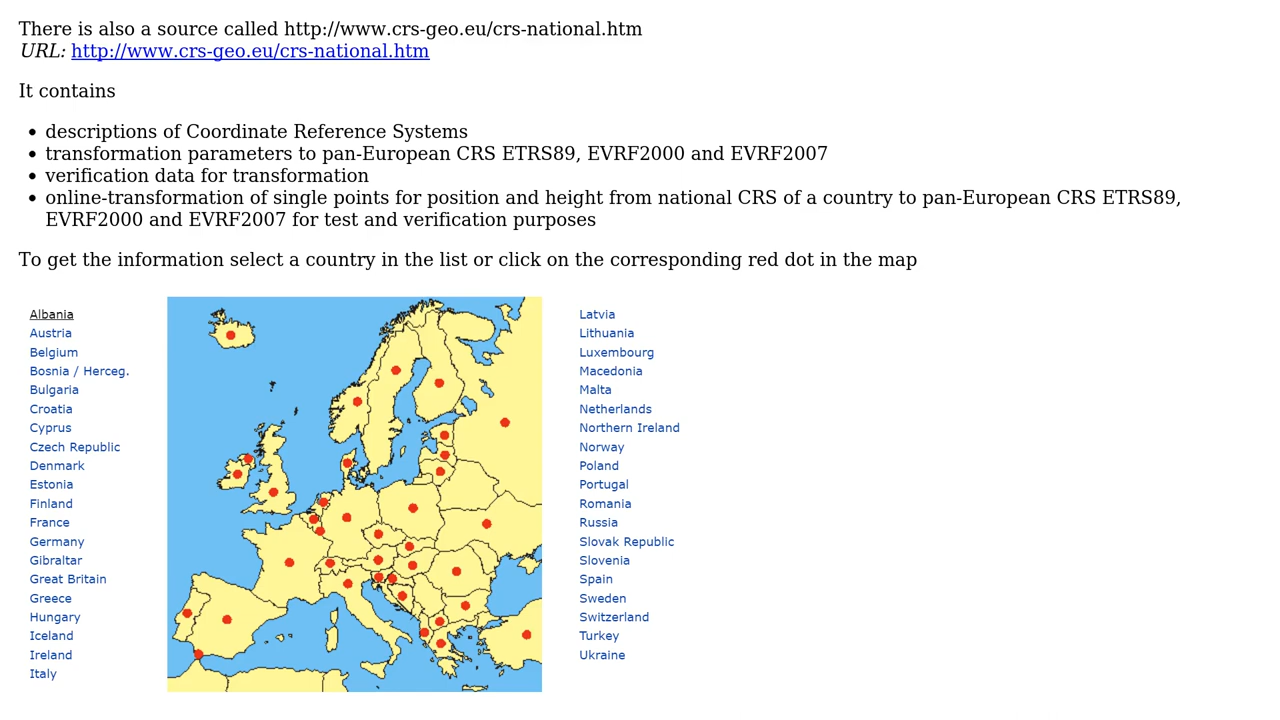 There is also a source called http://www.crs-geo.eu/crs-national.htm
URL: http://www.crs-geo.eu/crs-national.htm
It contains
• descriptions of Coordinate Reference Systems
• transformation parameters to pan-European CRS ETRS89, EVRF2000 and EVRF2007
• verification data for transformation
• online-transformation of single points for position and height from national CRS of a country to pan-European CRS ETRS89,
EVRF2000 and EVRF2007 for test and verification purposes
To get the information select a country in the list or click on the corresponding red dot in the map
Albania
Austria
Belgium
Bosnia / Herceg.
Bulgaria
Croatia
Cyprus
Czech Republic
Denmark
Estonia
Finland
France
Germany
Gibraltar
Great Britain
Greece
Hungary
Iceland
Ireland
Italy
Latvia
Lithuania
Luxembourg
Macedonia
Malta
Netherlands
Northern Ireland
Norway
Poland
Portugal
Romania
Russia
Slovak Republic
Slovenia
Spain
Sweden
Switzerland
Turkey
Ukraine